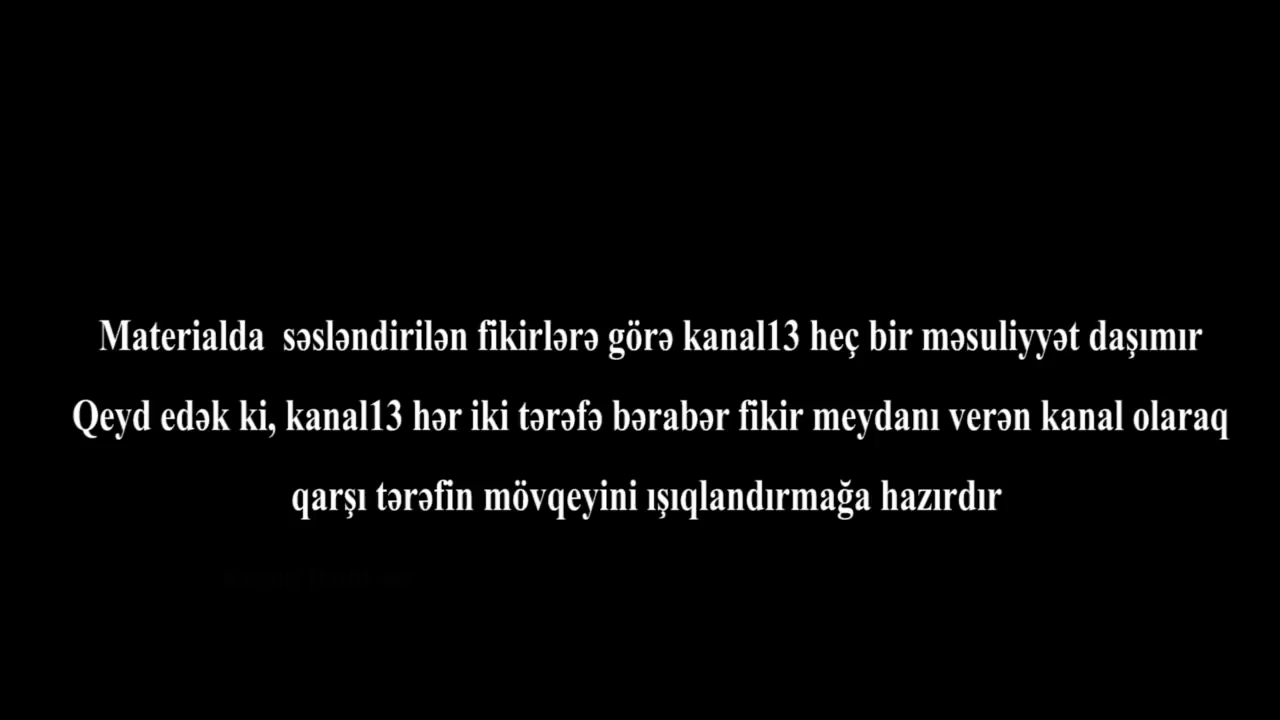 Materialda səsləndirilən fikirlərə görə kanal13 heç bir məsuliyyət daşımır
Qeyd edək ki, kanal13 hər iki tərəfə bərabər fikir meydanı verən kanal olaraq
qarşı tərəfin mövqeyini ışıqlandırmağa hazırdır